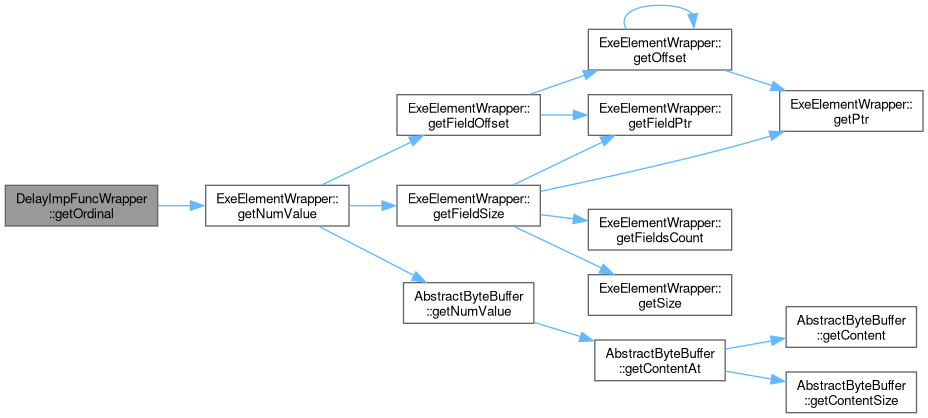 DelayImpFuncWrapper
::getOrdinal
ExeElementWrapper::
getNumValue
ExeElementWrapper::
getFieldOffset
ExeElementWrapper::
getOffset
ExeElementWrapper::
getPtr
ExeElementWrapper::
getFieldPtr
ExeElementWrapper::
getFieldSize
ExeElementWrapper::
getFieldsCount
ExeElementWrapper::
getSize
AbstractByteBuffer
::getNumValue
AbstractByteBuffer
::getContentAt
AbstractByteBuffer
::getContent
AbstractByteBuffer
::getContentSize